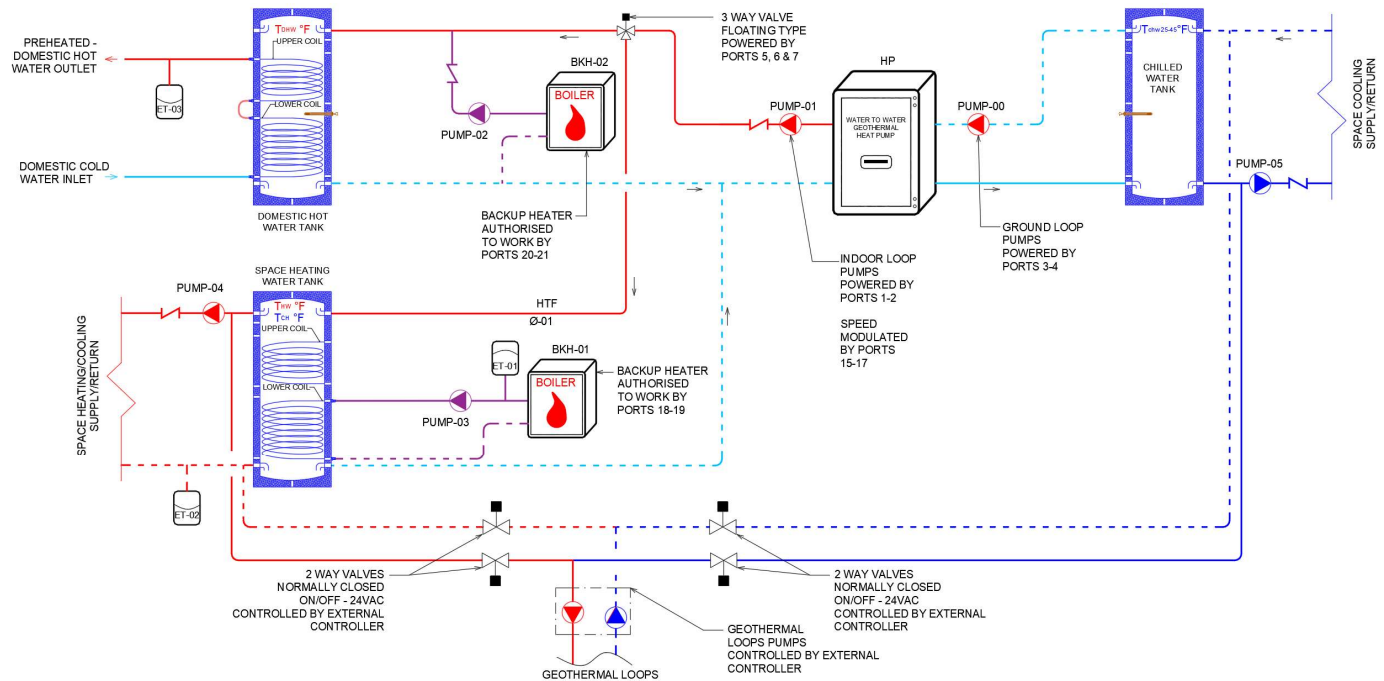 PREHEATED -
DOMESTIC HOT
WATER OUTLET
ET-03
DOMESTIC COLD
WATER INLET
TDHW °F
UPPER COIL
LOWER COIL
DOMESTIC HOT
WATER TANK
PUMP-02
BKH-02
BOILER
BACKUP HEATER
AUTHORISED
TO WORK BY
PORTS 20-21
3 WAY VALVE
FLOATING TYPE
POWERED BY
PORTS 5, 6 & 7
PUMP-01
HP
WATER TO WATER
GEOTHERMAL
HEAT PUMP
PUMP-00
INDOOR LOOP
PUMPS
POWERED BY
PORTS 1-2
SPEED
MODULATED
BY PORTS
15-17
GROUND LOOP
PUMPS
POWERED BY
PORTS 3-4
Tchw25-45°F
CHILLED
WATER
TANK
PUMP-05
SPACE COOLING
SUPPLY/RETURN
SPACE HEATING
WATER TANK
PUMP-04
THW °F
TCH °F
UPPER COIL
LOWER COIL
HTF
Ø-01
SPACE HEATING/COOLING
SUPPLY/RETURN
ET-02
ET-01
PUMP-03
BKH-01
BOILER
BACKUP HEATER
AUTHORISED
TO WORK BY
PORTS 18-19
2 WAY VALVES
NORMALLY CLOSED
ON/OFF - 24VAC
CONTROLLED BY EXTERNAL
CONTROLLER
2 WAY VALVES
NORMALLY CLOSED
ON/OFF - 24VAC
CONTROLLED BY EXTERNAL
CONTROLLER
GEOTHERMAL
LOOPS PUMPS
CONTROLLED BY EXTERNAL
CONTROLLER
GEOTHERMAL LOOPS